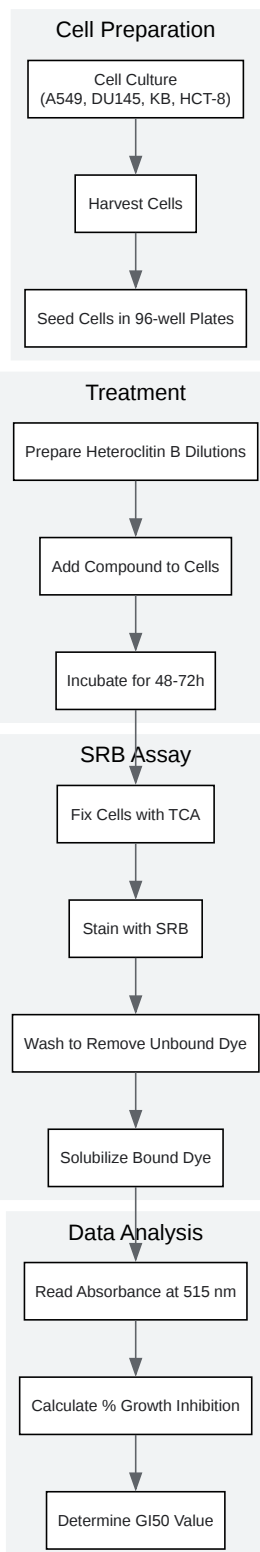 Cell Preparation
Cell Culture
(A549, DU145, KB, HCT-8)
Harvest Cells
Seed Cells in 96-well Plates
Treatment
Prepare Heteroclitin B Dilutions
Add Compound to Cells
Incubate for 48-72h
SRB Assay
Fix Cells with TCA
Stain with SRB
Wash to Remove Unbound Dye
Solubilize Bound Dye
Data Analysis
Read Absorbance at 515 nm
Calculate % Growth Inhibition
Determine GI50 Value